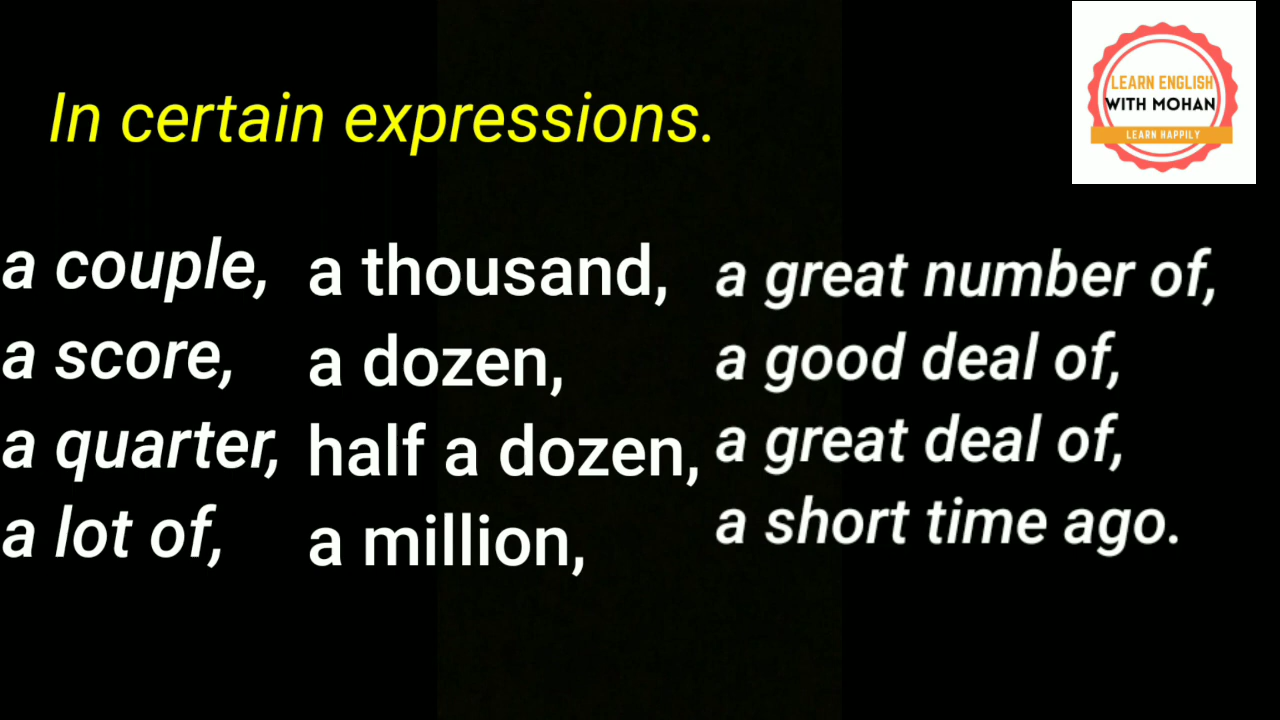 In certain expressions.
LEARN ENGLISH
WITH MOHAN
LEARN HAPPILY
a couple,
a score,
a quarter,
a lot of,
a thousand,
a dozen,
half a dozen,
a million,
a great number of,
a good deal of,
a great deal of,
a short time ago.